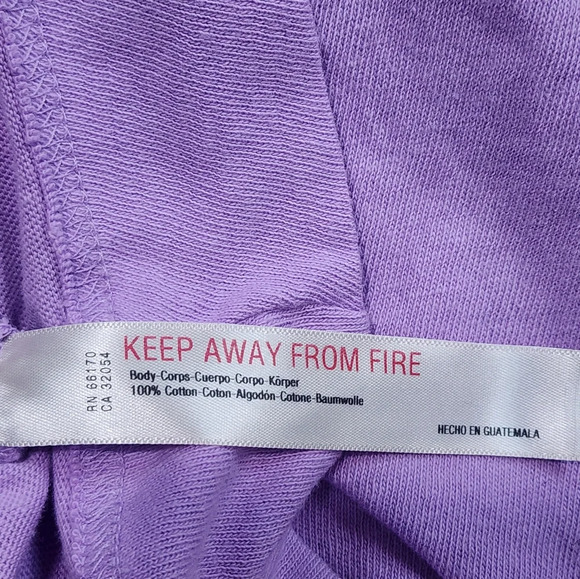 RN 66170
CA 32054
KEEP AWAY FROM FIRE
Body-Corps-Cuerpo-Corpo-Körper
100% Cotton-Coton-Algodón-Cotone-Baumwolle
HECHO EN GUATEMALA